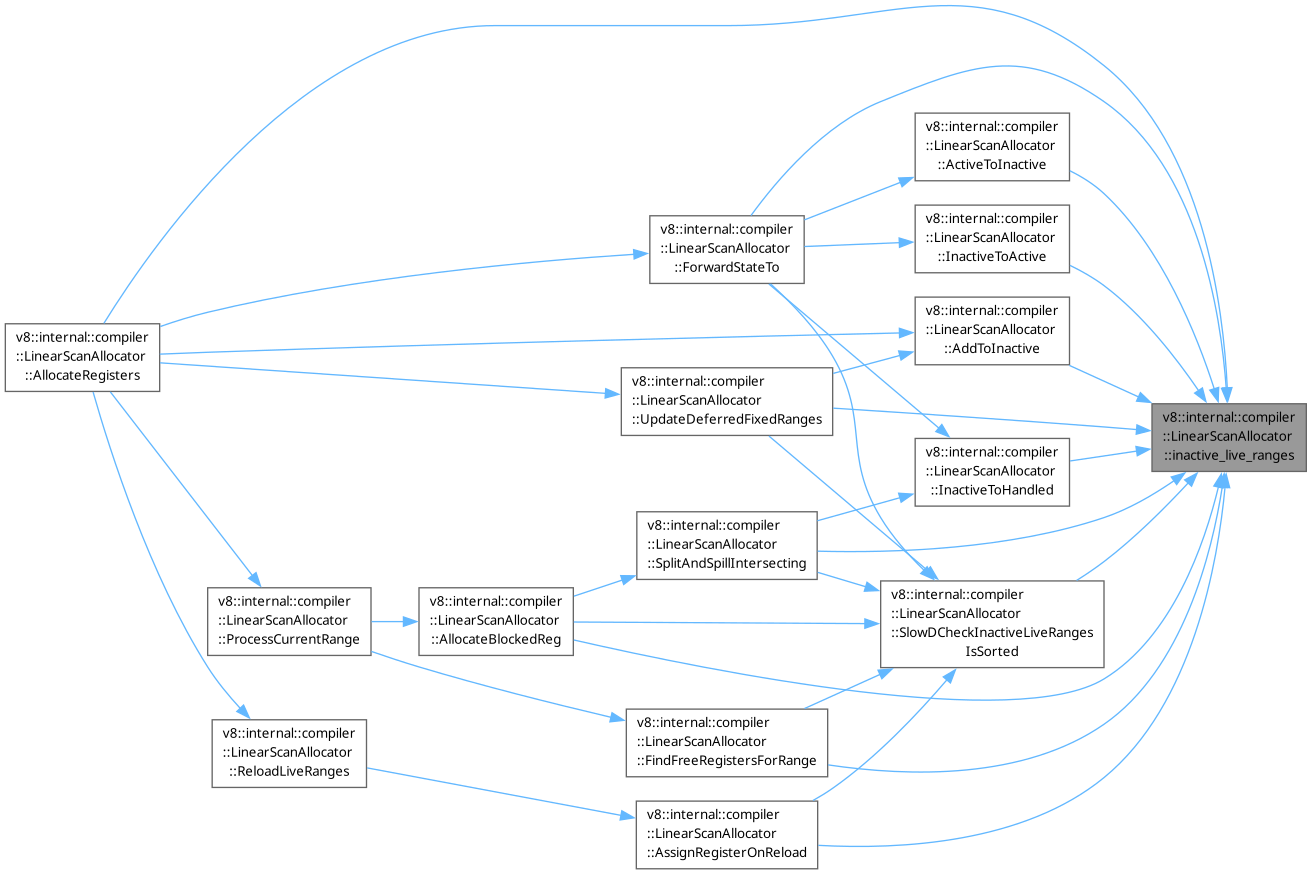 v8::internal::compiler
::LinearScanAllocator
::ActiveToInactive
v8::internal::compiler
::LinearScanAllocator
::ForwardStateTo
v8::internal::compiler
::LinearScanAllocator
::InactiveToActive
v8::internal::compiler
::LinearScanAllocator
::AddToInactive
v8::internal::compiler
::LinearScanAllocator
::AllocateRegisters
v8::internal::compiler
::LinearScanAllocator
::UpdateDeferredFixedRanges
v8::internal::compiler
::LinearScanAllocator
::inactive_live_ranges
v8::internal::compiler
::LinearScanAllocator
::InactiveToHandled
v8::internal::compiler
::LinearScanAllocator
::SplitAndSpillIntersecting
v8::internal::compiler
::LinearScanAllocator
::SlowDCheckInactiveLiveRanges
IsSorted
v8::internal::compiler
::LinearScanAllocator
::ProcessCurrentRange
v8::internal::compiler
::LinearScanAllocator
::AllocateBlockedReg
v8::internal::compiler
::LinearScanAllocator
::FindFreeRegistersForRange
v8::internal::compiler
::LinearScanAllocator
::ReloadLiveRanges
v8::internal::compiler
::LinearScanAllocator
::AssignRegisterOnReload